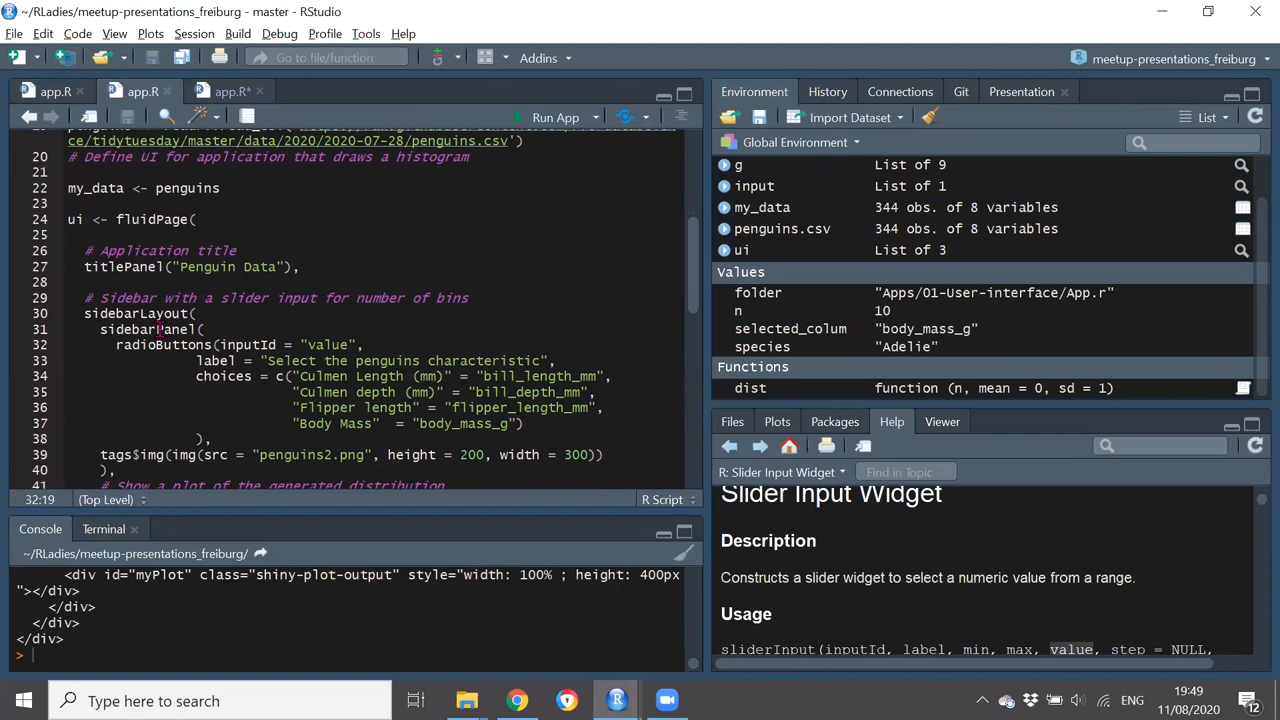 ~/RLadies/meetup-presentations_freiburg - master - RStudio
File Edit Code View Plots Session Build Debug Profile Tools Help
Go to file/function Addins meetup-presentations_freiburg
app.R app.R app.R*
Run App
ce/tidytuesday/master/data/2020/2020-07-28/penguins.csv')
20 # Define UI for application that draws a histogram
21
22 my_data <- penguins
23
24 ui <- fluidPage(
25
26 # Application title
27 titlePanel("Penguin Data"),
28
29 # Sidebar with a slider input for number of bins
30 sidebarLayout(
31 sidebarPanel(
32 radioButtons(inputId = "value",
33 label = "Select the penguins characteristic",
34 choices = c("Culmen Length (mm)" = "bill_length_mm",
35 "Culmen depth (mm)" = "bill_depth_mm",
36 "Flipper length" = "flipper_length_mm",
37 "Body Mass" = "body_mass_g")
38 ),
39 tags$img(img(src = "penguins2.png", height = 200, width = 300))
40 ),
41 # Show a plot of the generated distribution
32:19 (Top Level) R Script
Console Terminal
~/RLadies/meetup-presentations_freiburg/
<div id="myPlot" class="shiny-plot-output" style="width: 100% ; height: 400px
"></div>
</div>
</div>
</div>
>
Environment History Connections Git Presentation
Import Dataset List
Global Environment
g List of 9
input List of 1
my_data 344 obs. of 8 variables
penguins.csv 344 obs. of 8 variables
ui List of 3
Values
folder "Apps/01-User-interface/App.r"
n 10
selected_colum "body_mass_g"
species "Adelie"
Functions
dist function (n, mean = 0, sd = 1)
Files Plots Packages Help Viewer
R: Slider Input Widget Find in Topic
Slider Input Widget
Description
Constructs a slider widget to select a numeric value from a range.
Usage
sliderInput(inputId, label, min, max, value, step = NULL,
Type here to search
ENG
19:49
11/08/2020
12